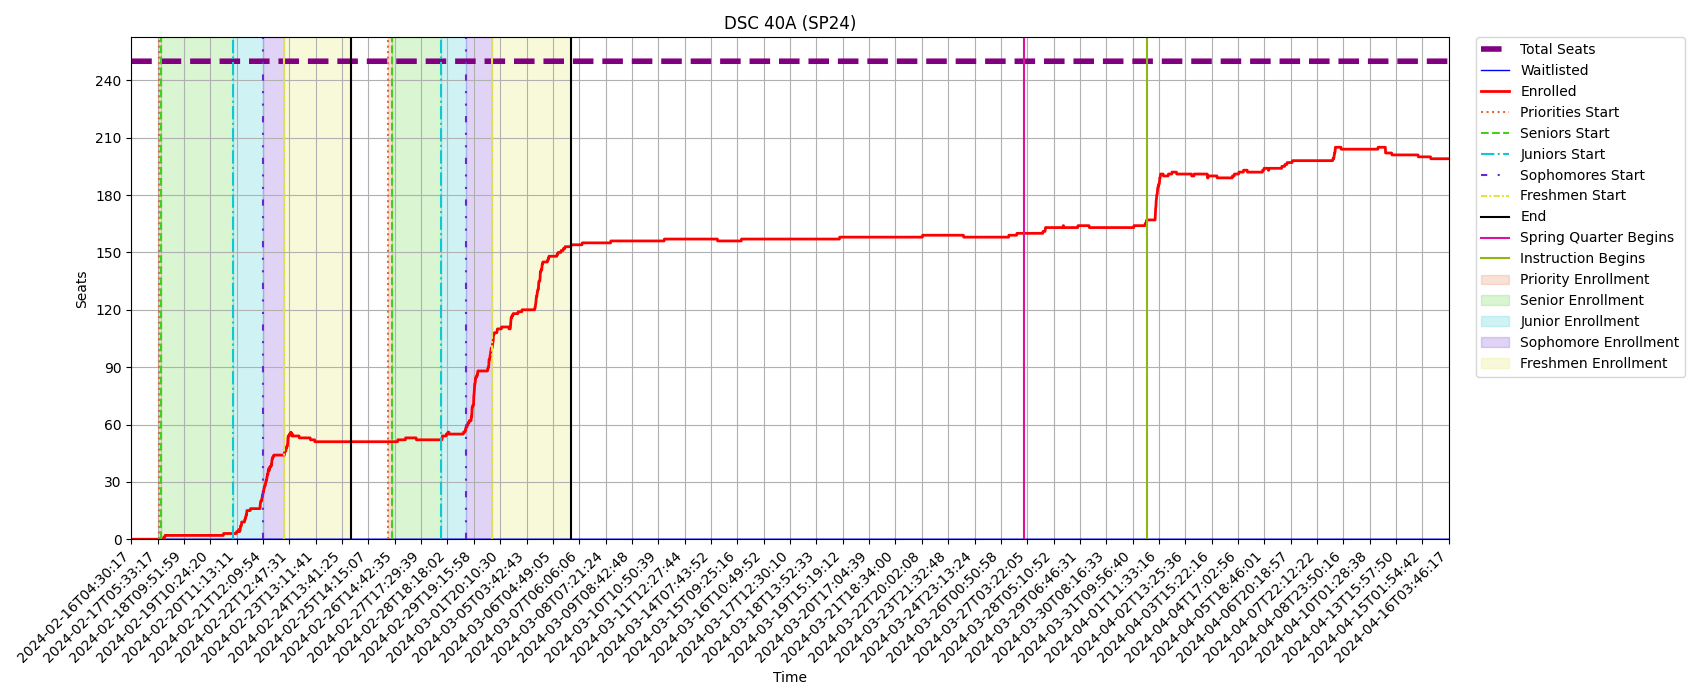 DSC 40A (SP24)
Seats
240
210
180
150
120
90
60
30
0
2024-02-16T04:30:17
2024-02-17T05:33:17
2024-02-18T09:51:59
2024-02-19T10:24:20
2024-02-20T11:13:11
2024-02-21T12:09:54
2024-02-22T12:47:31
2024-02-23T13:11:41
2024-02-24T13:41:25
2024-02-25T14:15:07
2024-02-26T14:42:35
2024-02-27T17:29:39
2024-02-28T18:18:02
2024-02-29T19:15:58
2024-03-01T20:10:30
2024-03-05T03:42:43
2024-03-06T04:49:05
2024-03-07T06:06:06
2024-03-08T07:21:24
2024-03-09T08:42:48
2024-03-10T10:50:39
2024-03-11T12:27:44
2024-03-14T07:43:52
2024-03-15T09:25:16
2024-03-16T10:49:52
2024-03-17T12:30:10
2024-03-18T13:52:33
2024-03-19T15:19:12
2024-03-20T17:04:39
2024-03-21T18:34:00
2024-03-22T20:02:08
2024-03-23T21:32:48
2024-03-24T23:13:24
2024-03-26T00:50:58
2024-03-27T03:22:05
2024-03-28T05:10:52
2024-03-29T06:46:31
2024-03-30T08:16:33
2024-03-31T09:56:40
2024-04-01T11:33:16
2024-04-02T13:25:36
2024-04-03T15:22:16
2024-04-04T17:02:56
2024-04-05T18:46:01
2024-04-06T20:18:57
2024-04-07T22:12:22
2024-04-08T23:50:16
2024-04-10T01:28:38
2024-04-13T15:57:50
2024-04-15T01:54:42
2024-04-16T03:46:17
Time
Total Seats
Waitlisted
Enrolled
Priorities Start
Seniors Start
Juniors Start
Sophomores Start
Freshmen Start
End
Spring Quarter Begins
Instruction Begins
Priority Enrollment
Senior Enrollment
Junior Enrollment
Sophomore Enrollment
Freshmen Enrollment